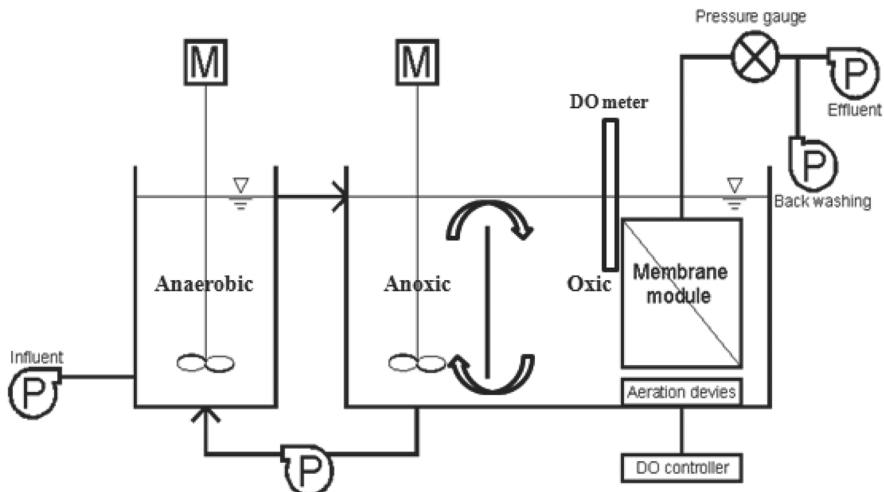 Pressure gauge
M
M
P
Effluent
DO meter
P
Back washing
Anaerobic
Anoxic
Oxic
Membrane
module
Influent
P
Aeration devies
P
DO controller